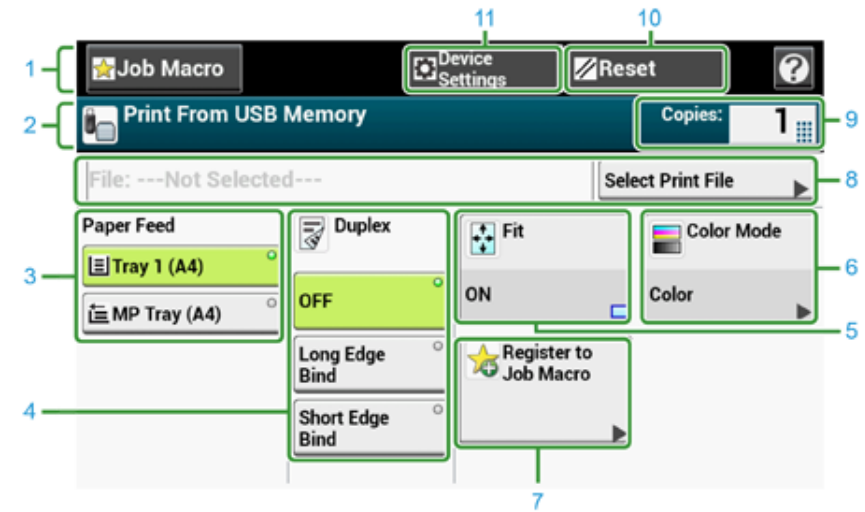 11
10
1
Job Macro
Device
Settings
Reset
?
2
Print From USB Memory
Copies:
1
9
File: ---Not Selected---
Select Print File
8
Paper Feed
Duplex
Fit
Color Mode
3
Tray 1 (A4)
MP Tray (A4)
OFF
ON
Color
6
5
4
Long Edge
Bind
Short Edge
Bind
Register to
Job Macro
7